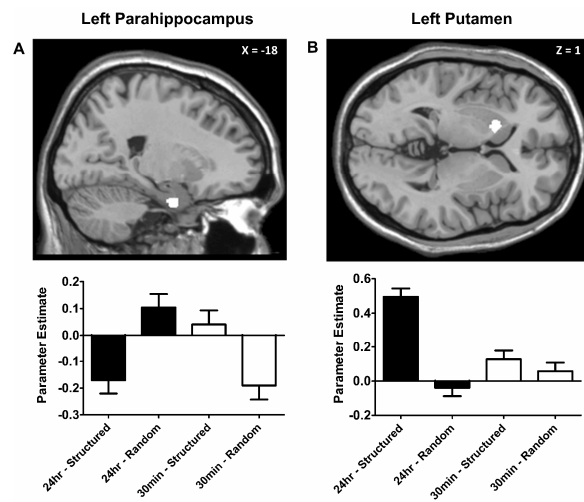 Left Parahippocampus
Left Putamen
A
X = -18
B
Z = 1
Parameter Estimate
0.2
0.1
0.0
-0.1
-0.2
-0.3
24hr - Structured
24hr - Random
30min - Structured
30min - Random
Parameter Estimate
0.6
0.4
0.2
0.0
-0.2
24hr - Structured
24hr - Random
30min - Structured
30min - Random